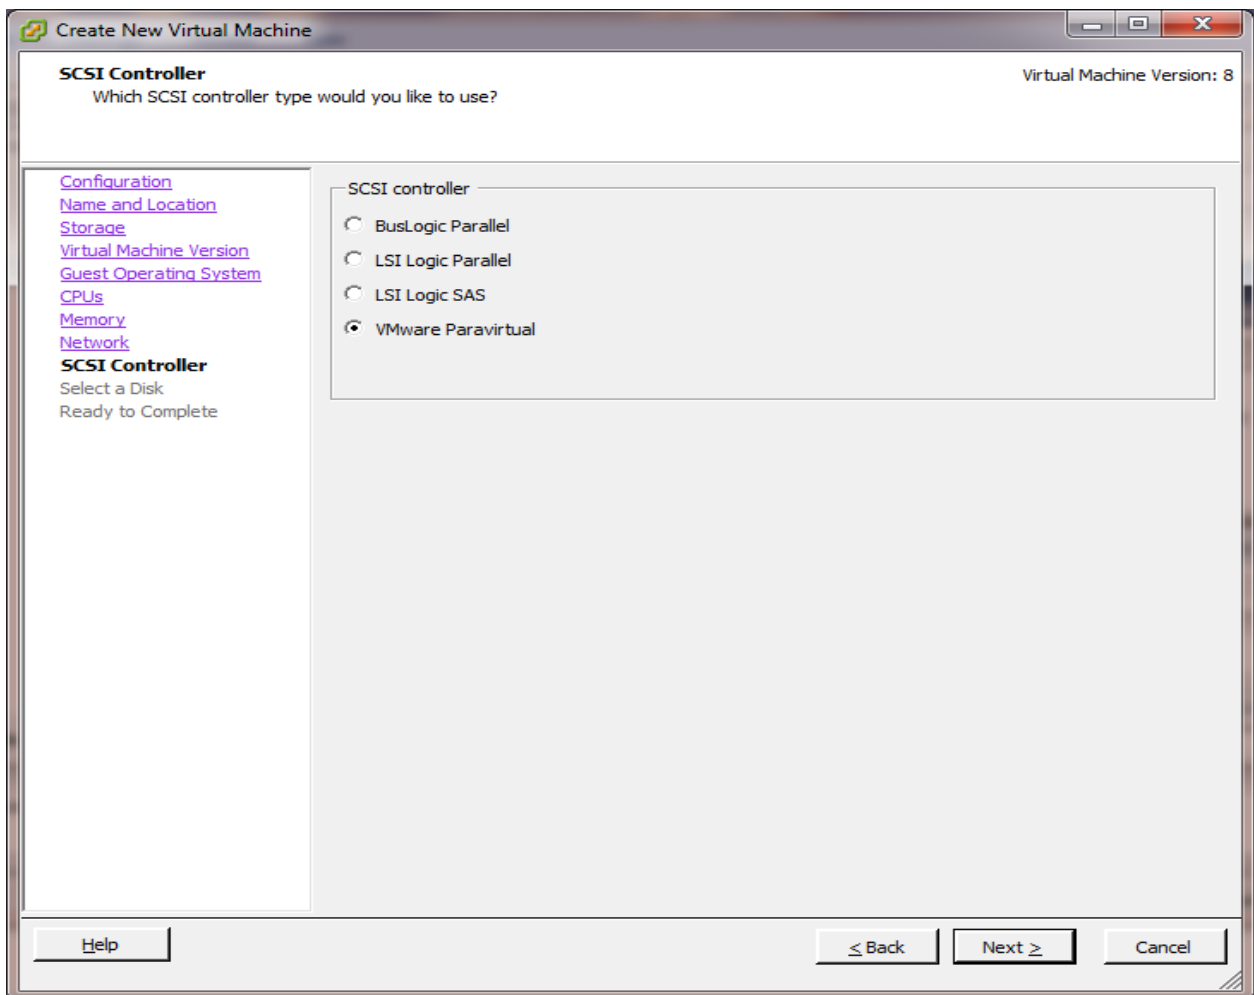 Create New Virtual Machine
SCSI Controller
Virtual Machine Version: 8
Which SCSI controller type would you like to use?
Configuration
Name and Location
Storage
Virtual Machine Version
Guest Operating System
CPUs
Memory
Network
SCSI Controller
Select a Disk
Ready to Complete
SCSI controller
BusLogic Parallel
LSI Logic Parallel
LSI Logic SAS
VMware Paravirtual
Help
< Back
Next >
Cancel